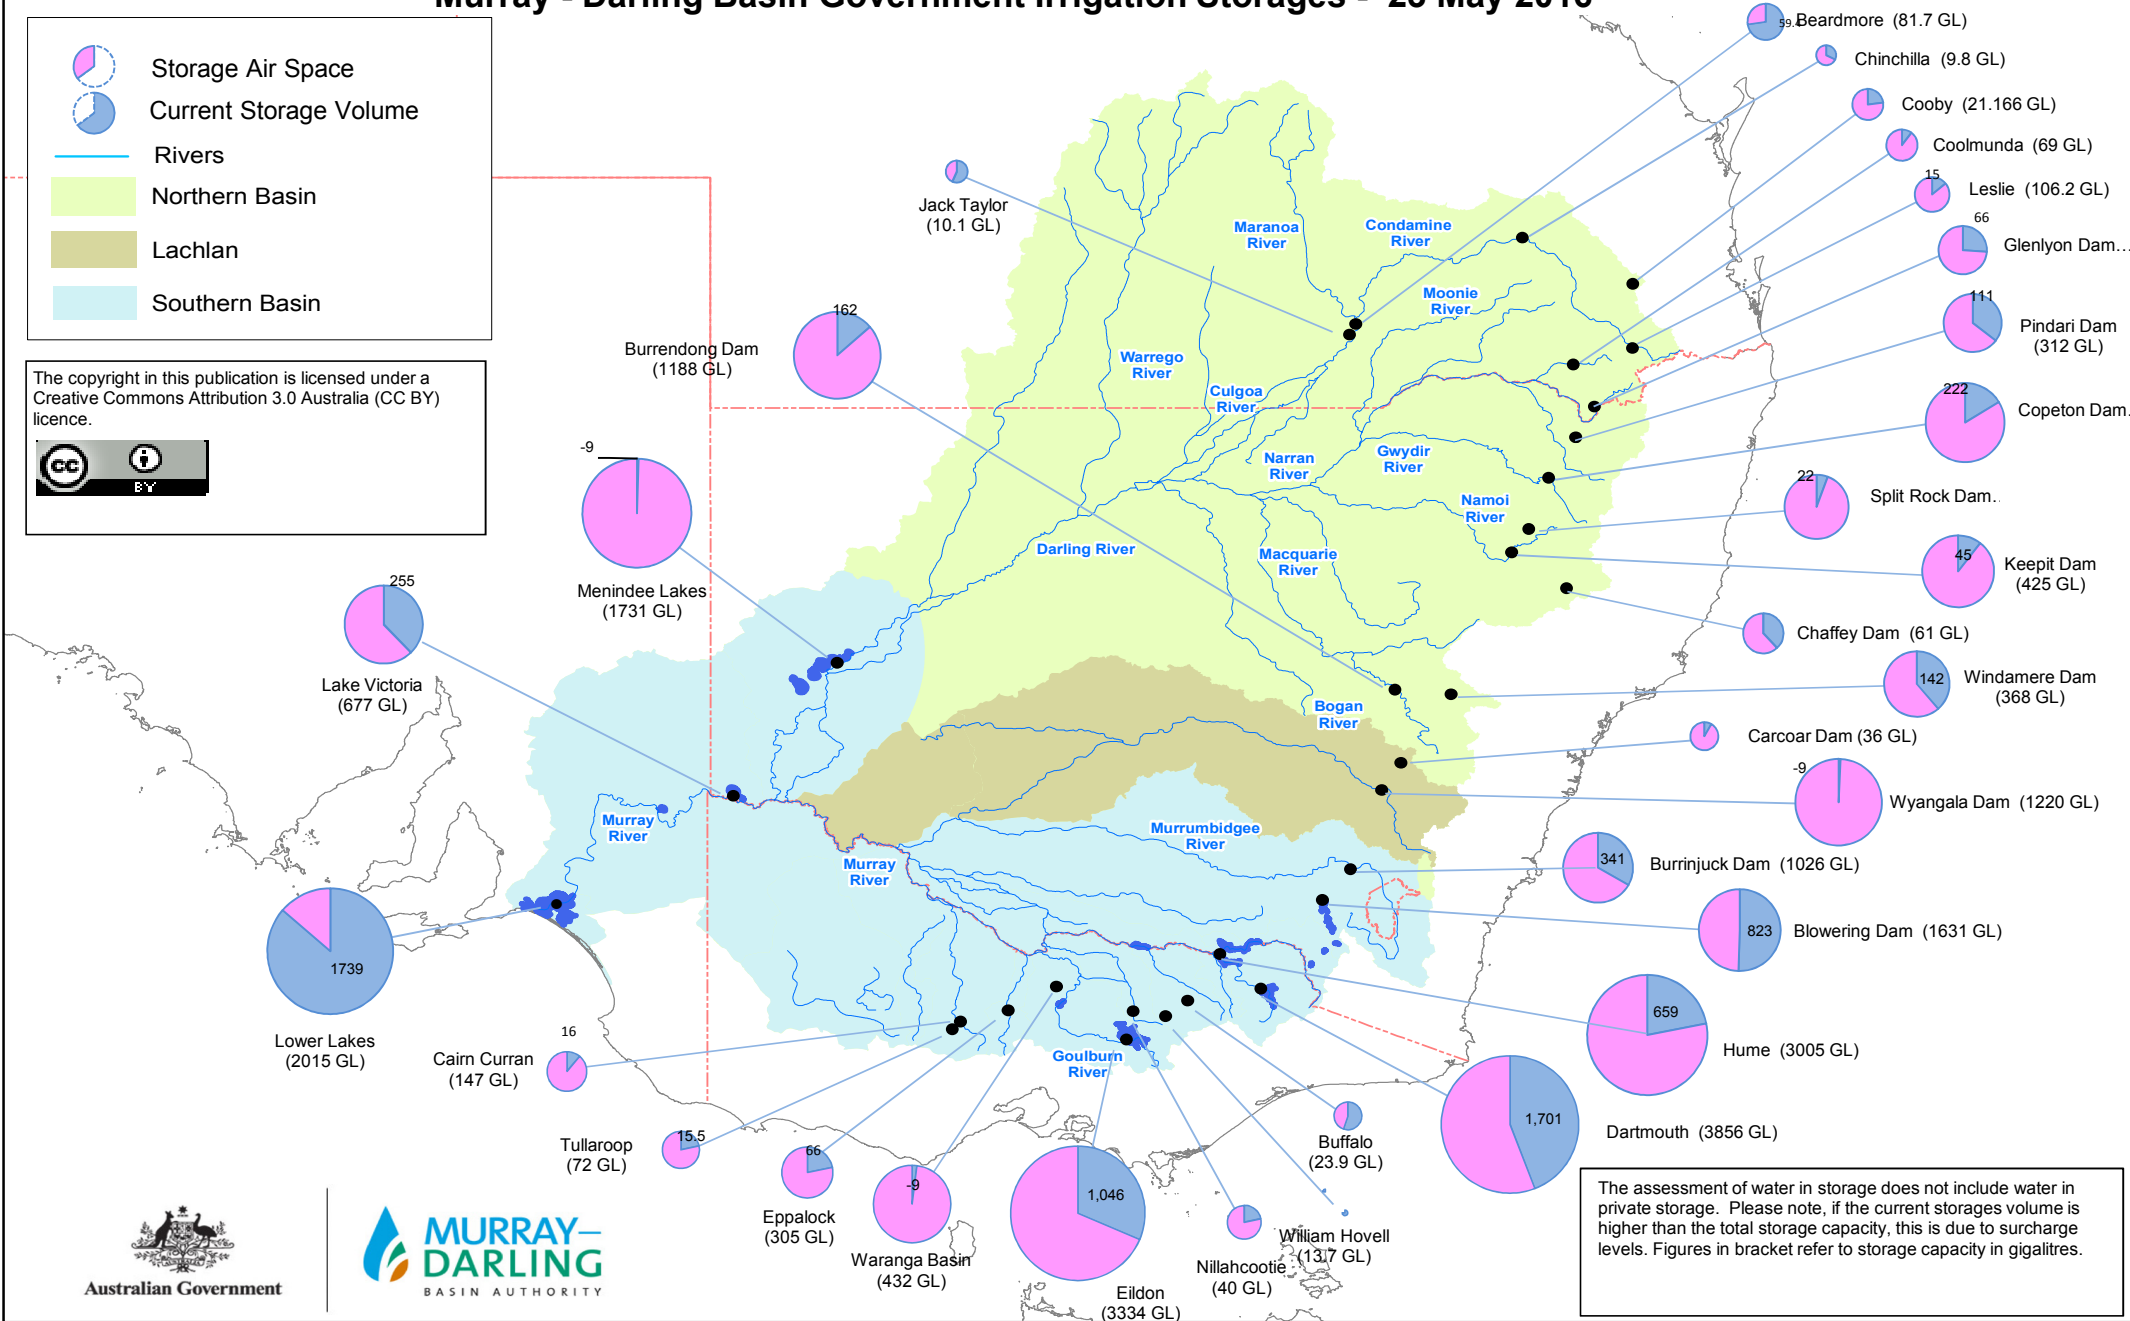 Storage Air Space
Current Storage Volume
Rivers
Northern Basin
Lachlan
Southern Basin
The copyright in this publication is licensed under a
Creative Commons Attribution 3.0 Australia (CC BY)
licence.
cc
BY
Beardmore (81.7 GL)
Chinchilla (9.8 GL)
Cooby (21.166 GL)
Coolmunda (69 GL)
15
Leslie (106.2 GL)
66
Glenlyon Dam...
111
Pindari Dam
(312 GL)
222
Copeton Dam.
22
Split Rock Dam..
45
Keepit Dam
(425 GL)
Chaffey Dam (61 GL)
142
Windamere Dam
(368 GL)
Carcoar Dam (36 GL)
-9
Wyangala Dam (1220 GL)
341
Burrinjuck Dam (1026 GL)
823
Blowering Dam (1631 GL)
659
Hume (3005 GL)
1,701
Dartmouth (3856 GL)
Jack Taylor
(10.1 GL)
162
Burrendong Dam
(1188 GL)
-9
Menindee Lakes
(1731 GL)
255
Lake Victoria
(677 GL)
1739
Lower Lakes
(2015 GL)
16
Cairn Curran
(147 GL)
15.5
Tullaroop
(72 GL)
66
Eppalock
(305 GL)
-9
Waranga Basin
(432 GL)
1,046
Eildon
(3334 GL)
Nillahcootie
(40 GL)
William Hovell
(13.7 GL)
Buffalo
(23.9 GL)
Maranoa
River
Condamine
River
Moonie
River
Warrego
River
Culgoa
River
Narran
River
Gwydir
River
Namoi
River
Darling River
Macquarie
River
Bogan
River
Murray
River
Murray
River
Murrumbidgee
River
Goulburn
River
Australian Government
MURRAY–
DARLING
BASIN AUTHORITY
The assessment of water in storage does not include water in
private storage. Please note, if the current storages volume is
higher than the total storage capacity, this is due to surcharge
levels. Figures in bracket refer to storage capacity in gigalitres.